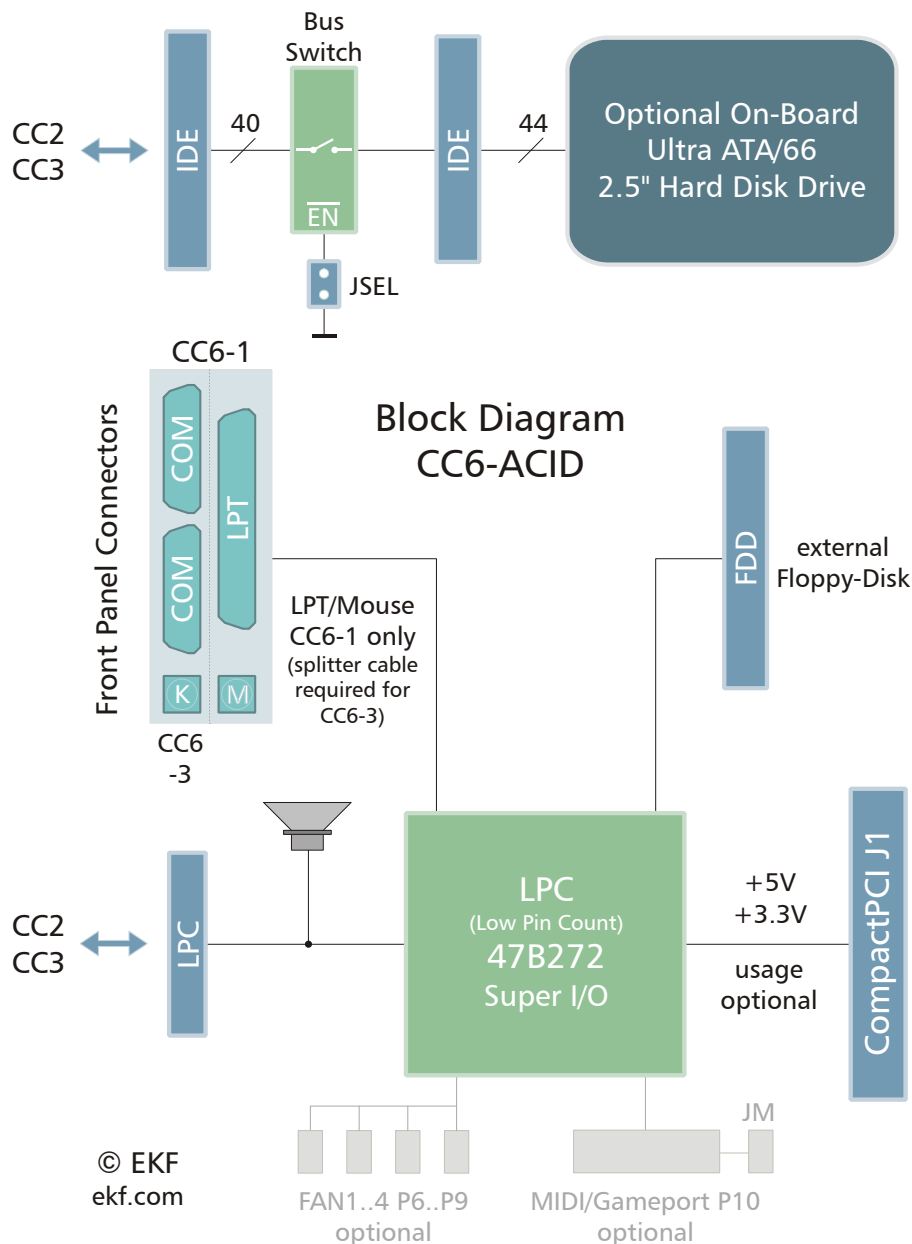 Bus
Switch
CC2
CC3
IDE
40
EN
IDE
44
Optional On-Board
Ultra ATA/66
2.5" Hard Disk Drive
JSEL
CC6-1
Front Panel Connectors
COM
COM
LPT
K
M
CC6
-3
Block Diagram
CC6-ACID
LPT/Mouse
CC6-1 only
(splitter cable
required for
CC6-3)
FDD
external
Floppy-Disk
CC2
CC3
LPC
LPC
(Low Pin Count)
47B272
Super I/O
+5V
+3.3V
usage
optional
CompactPCI J1
JM
© EKF
ekf.com
FAN1..4 P6..P9
optional
MIDI/Gameport P10
optional